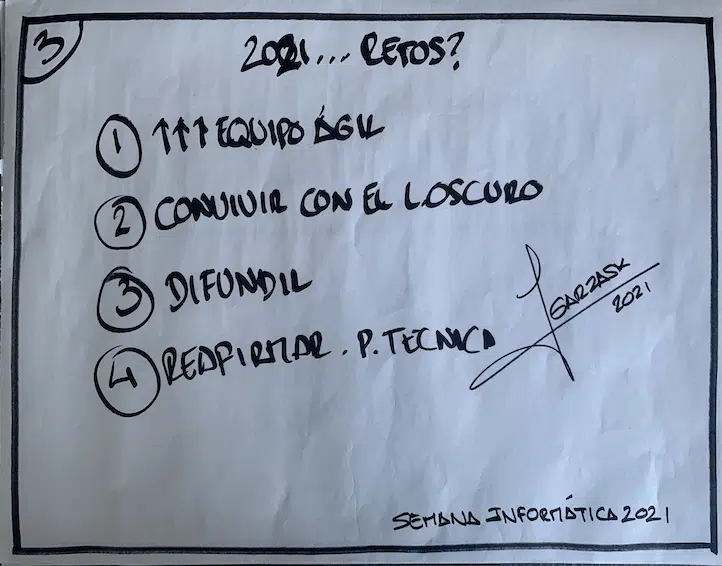 3
2021... RETOS?
1 ↑↑↑ EQUIPO ÁGIL
2 CONVIVIR CON EL L.OSCURO
3 DIFUNDIR
4 REAFIRMAR. P. TECNICA
GARZASK
2021
SEMANA INFORMÁTICA 2021